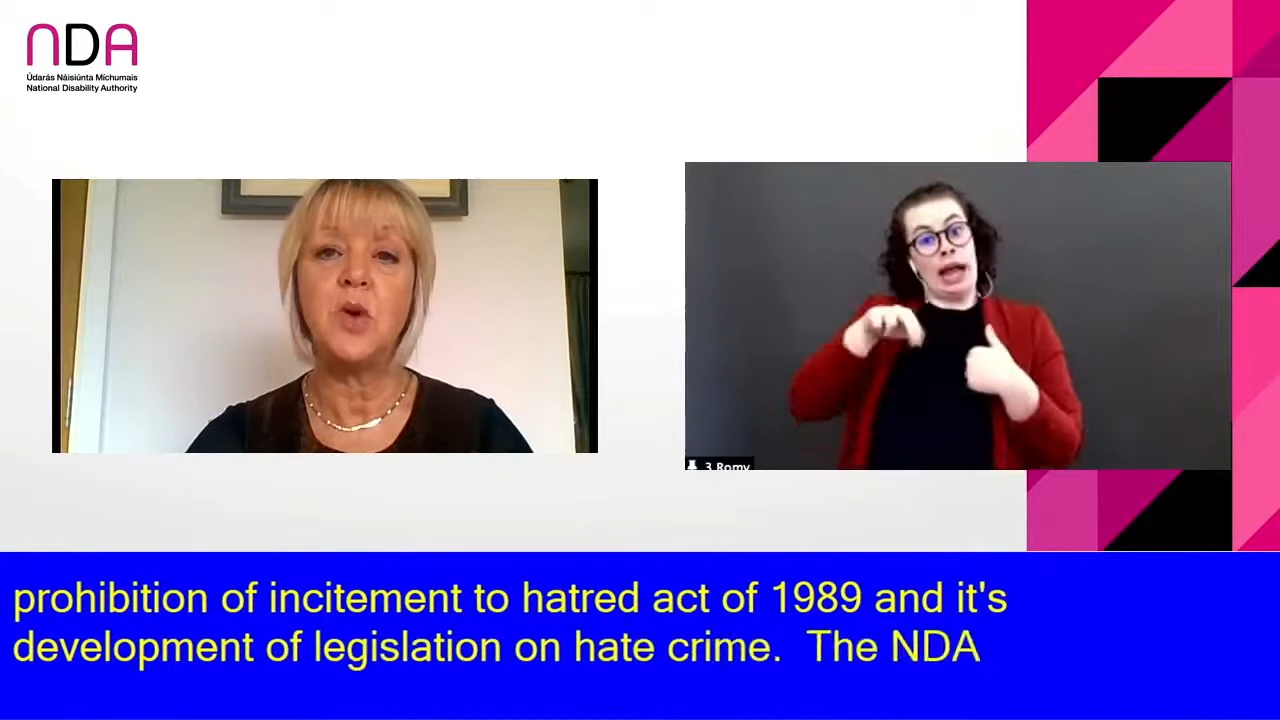 NDA
Údarás Náisiúnta Míchumais
National Disability Authority
3 Romy
prohibition of incitement to hatred act of 1989 and it's
development of legislation on hate crime.  The NDA